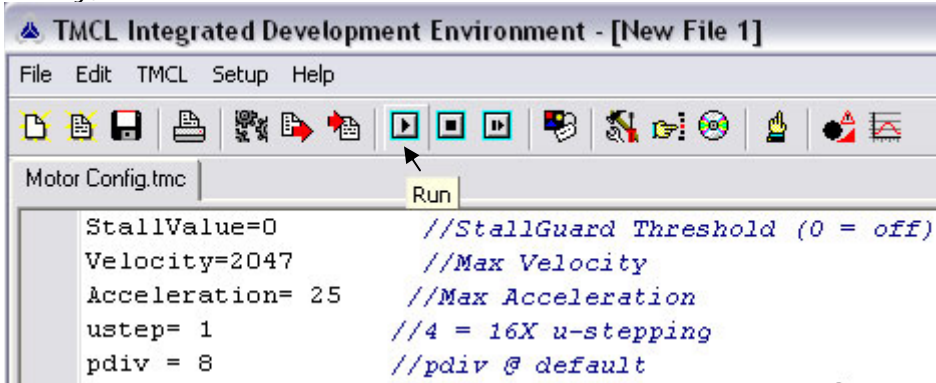 TMCL Integrated Development Environment - [New File 1]
File Edit TMCL Setup Help
Motor Config.tmc
Run
StallValue=0 //StallGuard Threshold (0 = off)
Velocity=2047 //Max Velocity
Acceleration= 25 //Max Acceleration
ustep= 1 //4 = 16X u-stepping
pdiv = 8 //pdiv @ default